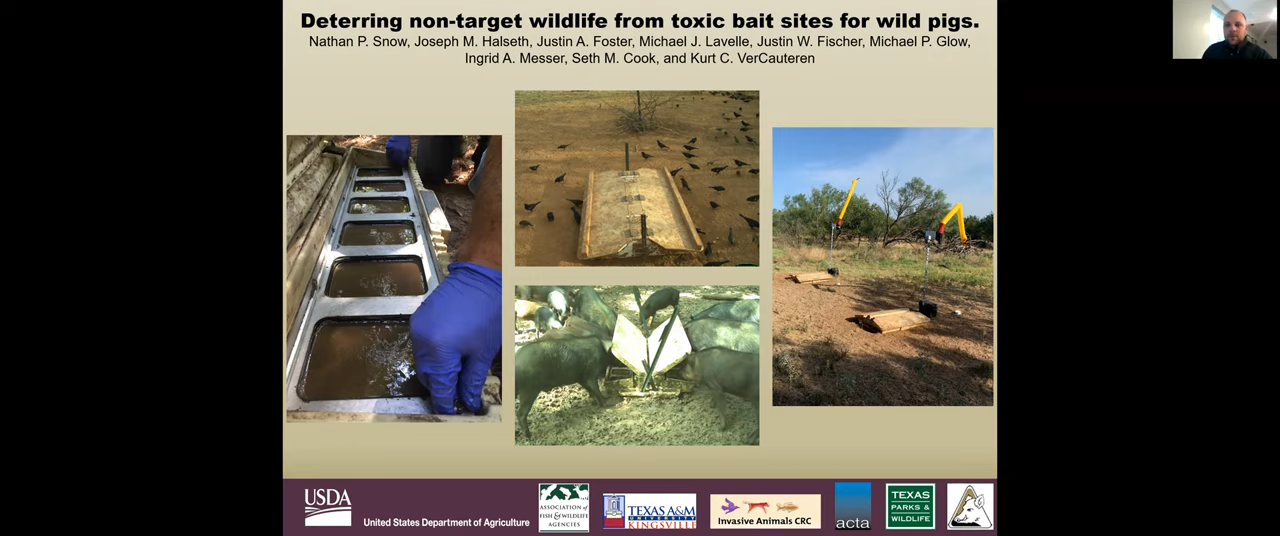 Deterring non-target wildlife from toxic bait sites for wild pigs.
Nathan P. Snow, Joseph M. Halseth, Justin A. Foster, Michael J. Lavelle, Justin W. Fischer, Michael P. Glow,
Ingrid A. Messer, Seth M. Cook, and Kurt C. VerCauteren
USDA
United States Department of Agriculture
ASSOCIATION of
FISH & WILDLIFE
AGENCIES
TEXAS A&M
UNIVERSITY
KINGSVILLE
Invasive Animals CRC
acta
TEXAS
PARKS &
WILDLIFE